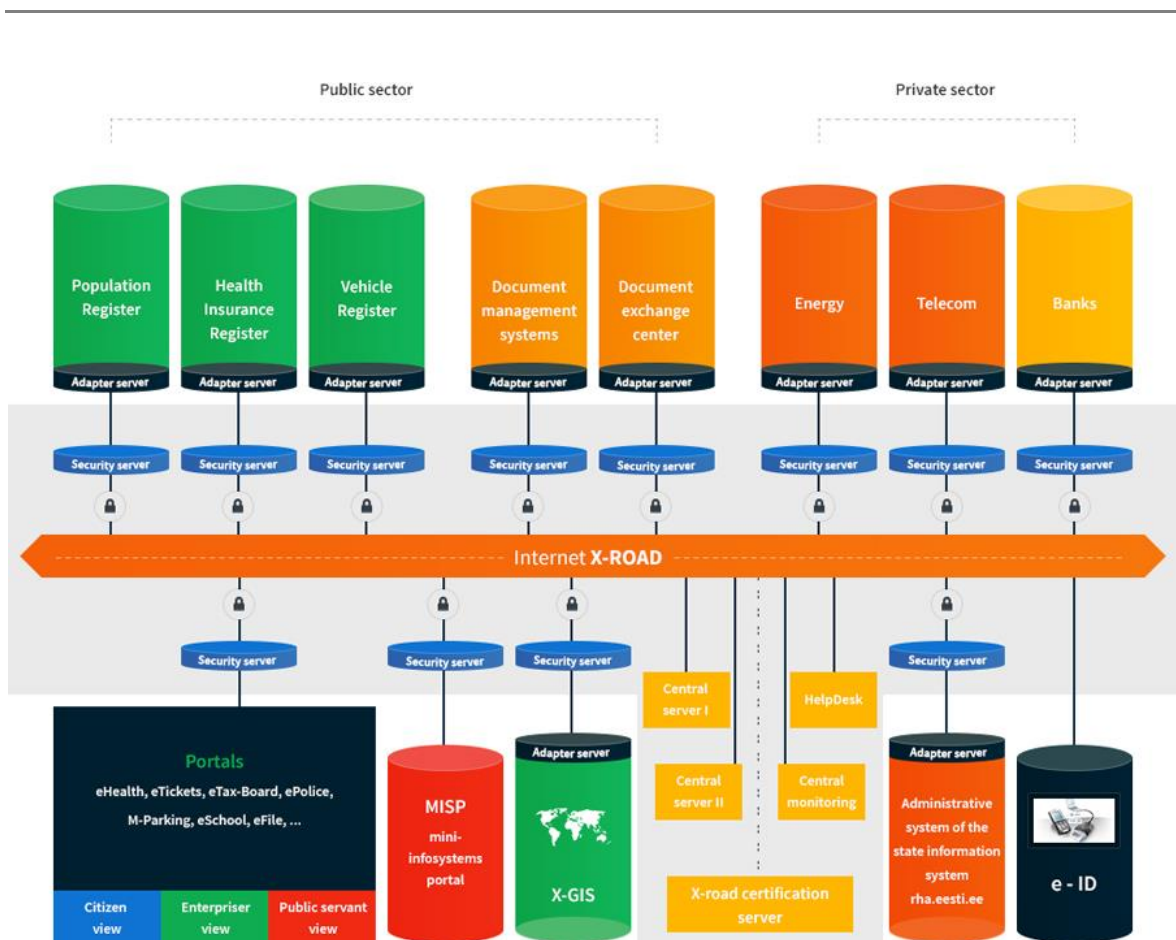 Public sector
Private sector
Population
Register
Health
Insurance
Register
Vehicle
Register
Document
management
systems
Document
exchange
center
Energy
Telecom
Banks
Adapter server
Adapter server
Adapter server
Adapter server
Adapter server
Adapter server
Adapter server
Adapter server
Security server
Security server
Security server
Security server
Security server
Security server
Security server
Security server
Internet X-ROAD
Security server
Security server
Security server
Security server
Portals
eHealth, eTickets, eTax-Board, ePolice,
M-Parking, eSchool, eFile, ...
Citizen
view
Enterpriser
view
Public servant
view
MISP
mini-
infosystems
portal
Adapter server
X-GIS
Central
server I
HelpDesk
Central
server II
Central
monitoring
X-road certification
server
Adapter server
Administrative
system of the
state information
system
rha.eesti.ee
e - ID